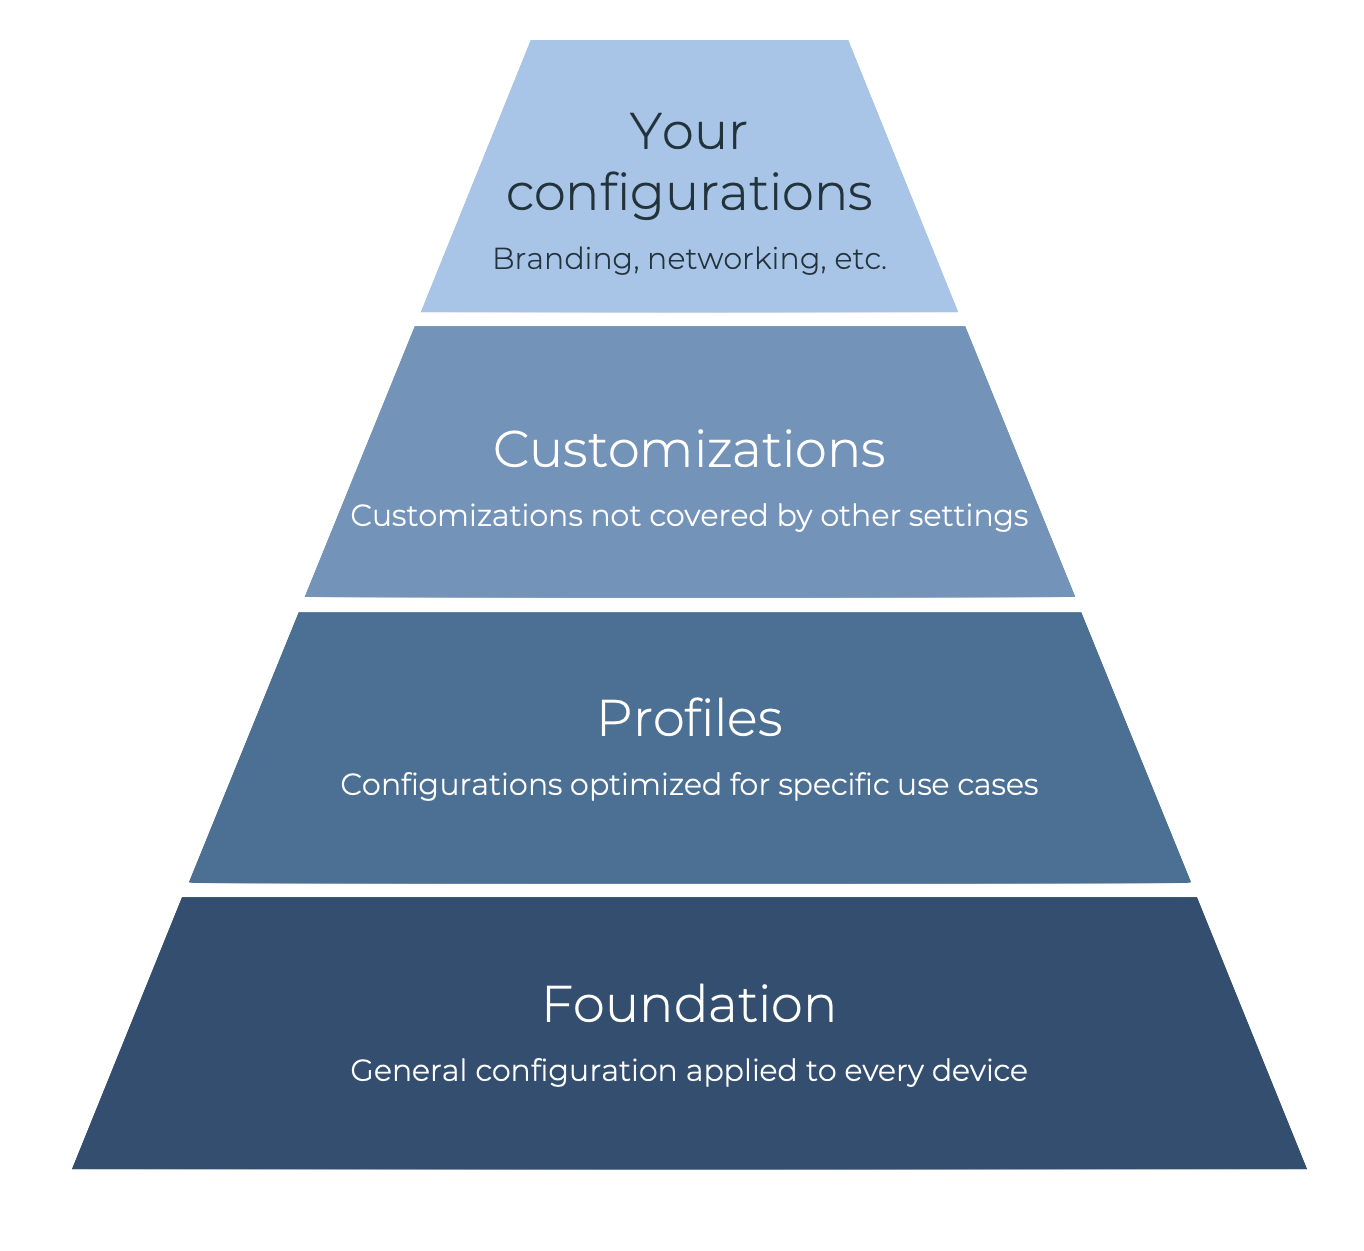 Your
configurations
Branding, networking, etc.
Customizations
Customizations not covered by other settings
Profiles
Configurations optimized for specific use cases
Foundation
General configuration applied to every device